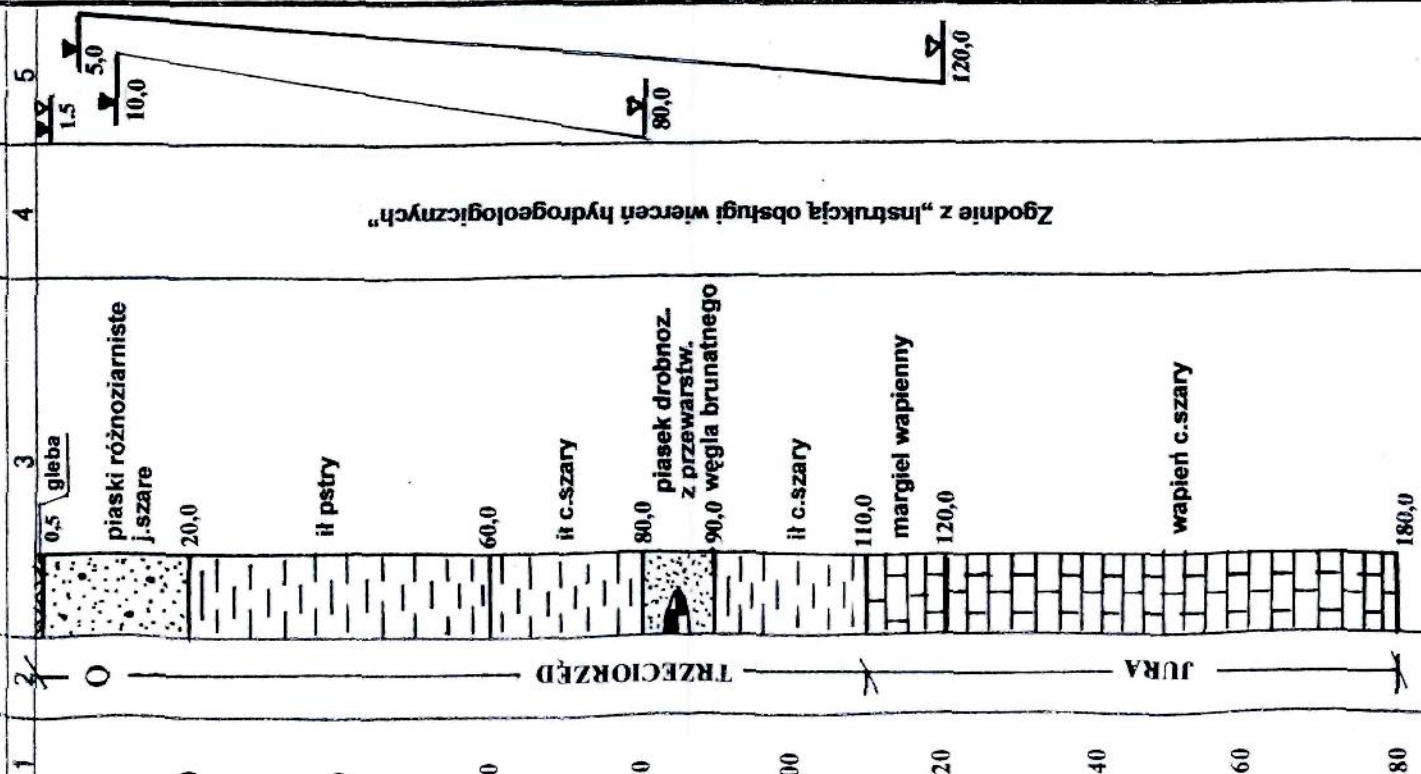 1
2
3
4
5
20
40
60
80
O
TRZECIORZĘD
JURA
gleba
0,5
piaski różnoziarniste
j.szare
20,0
ił pstry
60,0
ił c.szary
80,0
piasek drobnoz.
z przewarstw.
90,0 węgla brunatnego
ił c.szary
110,0
margiel wapienny
120,0
wapień c.szary
180,0
Zgodnie z „Instrukcją obsługi wierceń hydrogeologicznych"
1.5
5,0
10,0
80,0
120,0